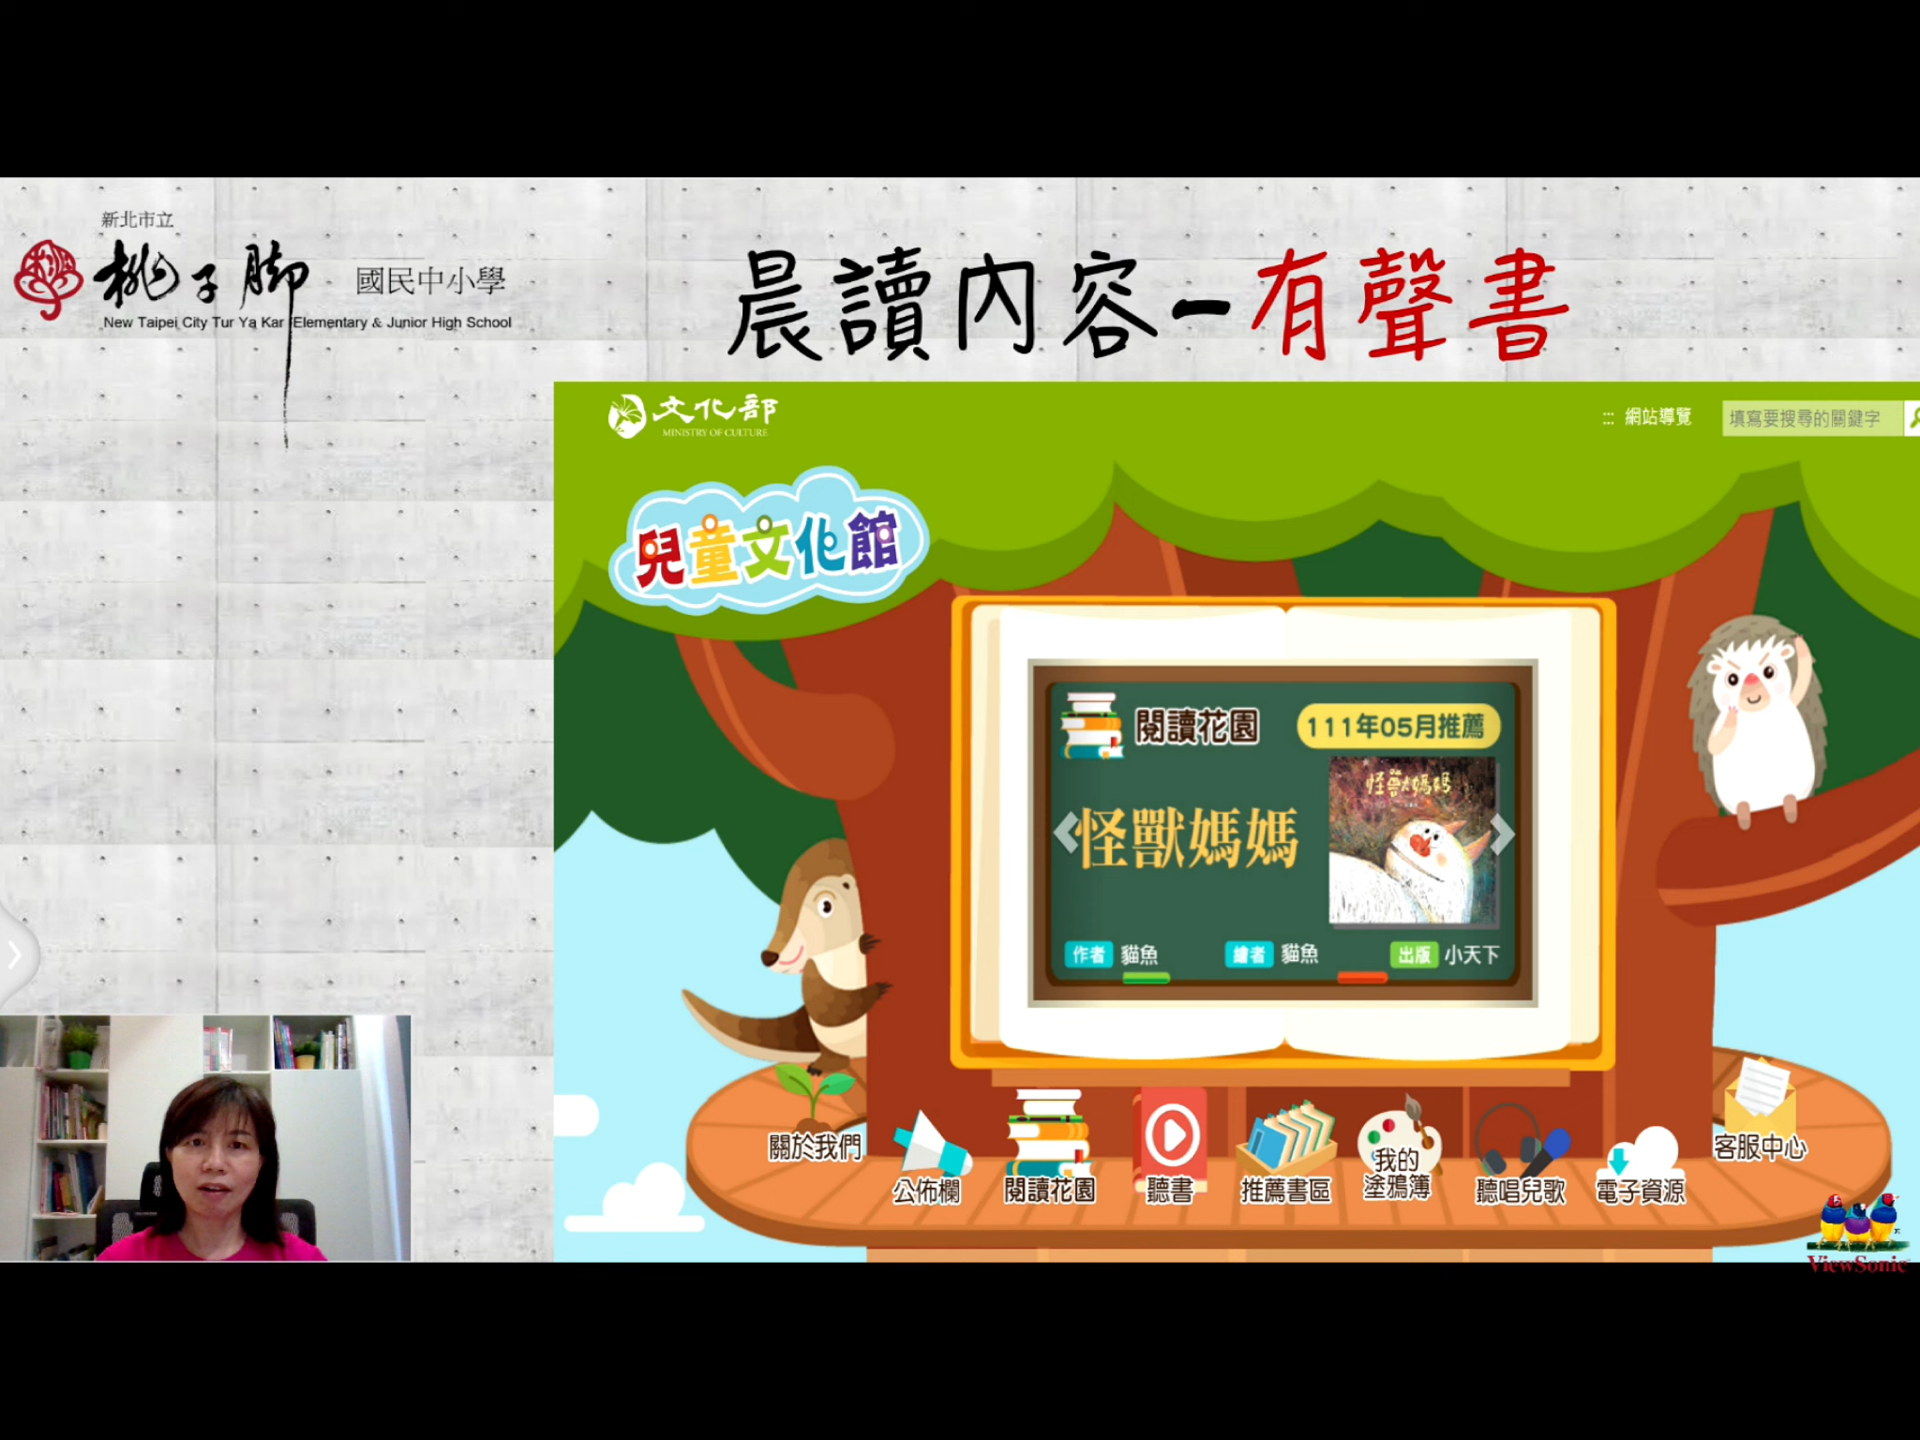 新北市立
桃子腳 國民中小學
New Taipei City Tur Ya Kar Elementary & Junior High School
晨讀內容-有聲書
文化部
MINISTRY OF CULTURE
::: 網站導覽
填寫要搜尋的關鍵字
兒童文化館
閱讀花園
111年05月推薦
怪獸媽媽
怪獸媽媽
作者 貓魚
繪者 貓魚
出版 小天下
關於我們
公佈欄
閱讀花園
聽書
推薦書區
我的
塗鴉簿
聽唱兒歌
電子資源
客服中心
ViewSonic